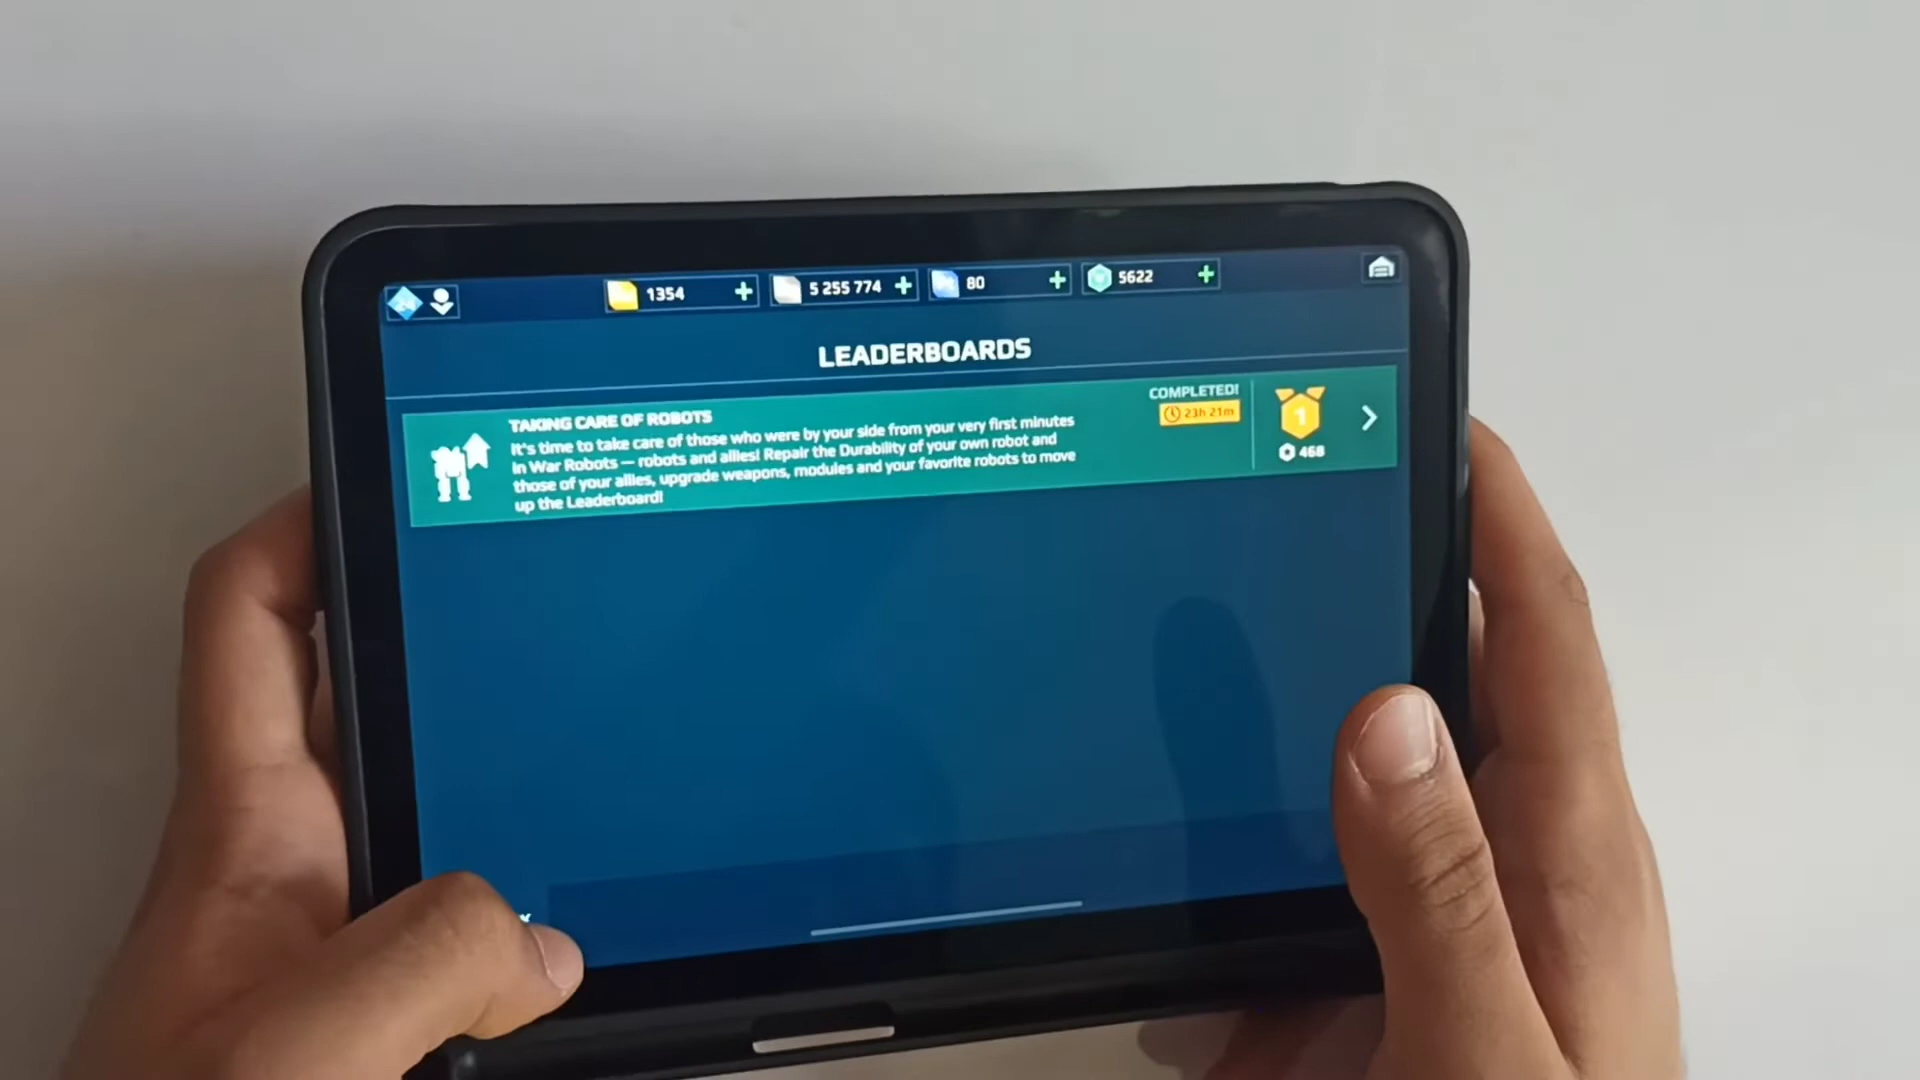 1354
5 255 774
80
5622
LEADERBOARDS
TAKING CARE OF ROBOTS
It's time to take care of those who were by your side from your very first minutes
in War Robots — robots and allies! Repair the Durability of your own robot and
those of your allies, upgrade weapons, modules and your favorite robots to move
up the Leaderboard!
COMPLETED!
23h 21m
1
468